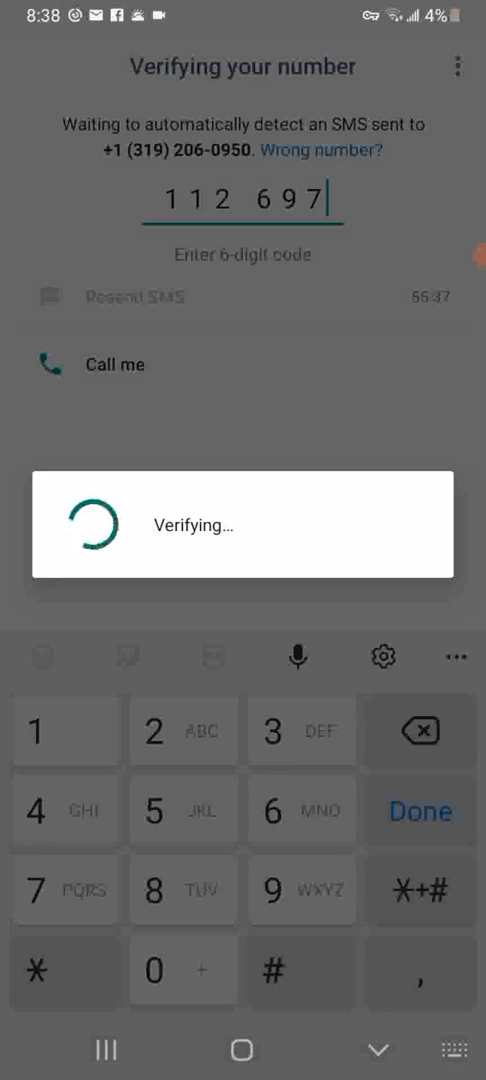 8:38 4%
Verifying your number
Waiting to automatically detect an SMS sent to
+1 (319) 206-0950. Wrong number?
112 697
Enter 6-digit code
Resend SMS 55:37
Call me
Verifying...
1 2 ABC 3 DEF
4 GHI 5 JKL 6 MNO Done
7 PQRS 8 TUV 9 WXYZ *+#
* 0 + # ,